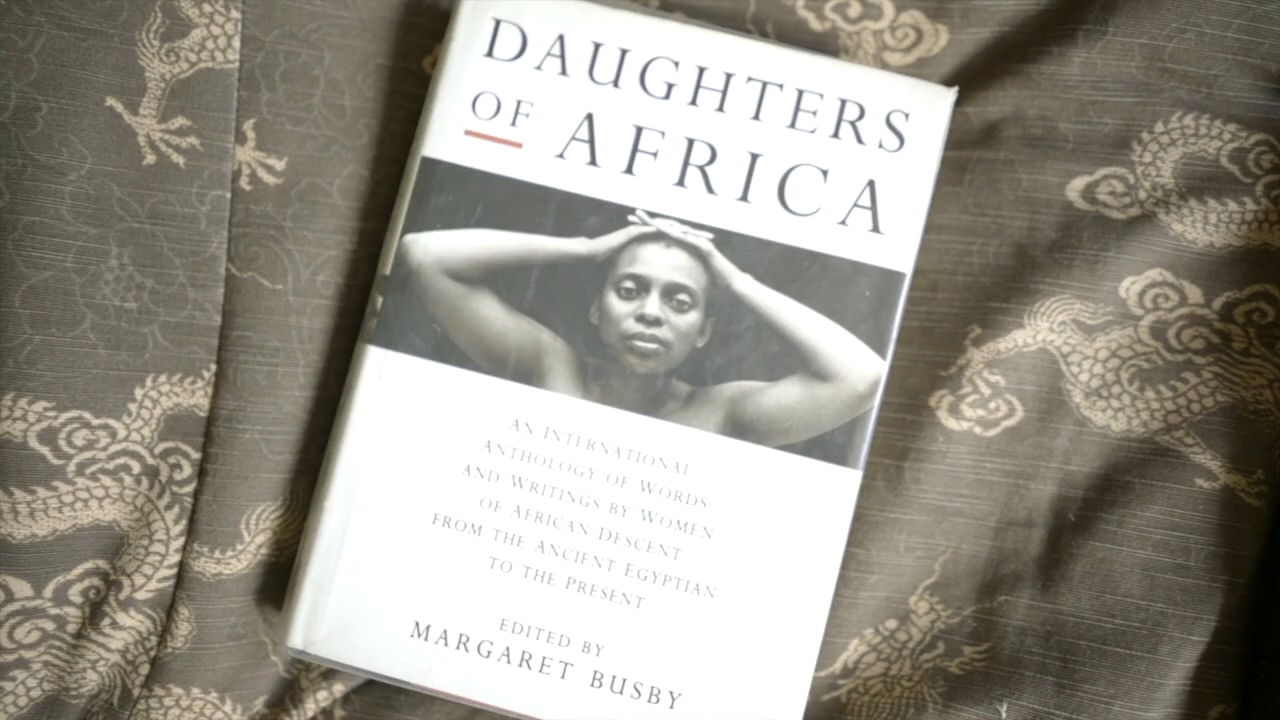 DAUGHTERS
OF AFRICA
AN INTERNATIONAL
ANTHOLOGY OF WORDS
AND WRITINGS BY WOMEN
OF AFRICAN DESCENT
FROM THE ANCIENT EGYPTIAN
TO THE PRESENT
EDITED BY
MARGARET BUSBY